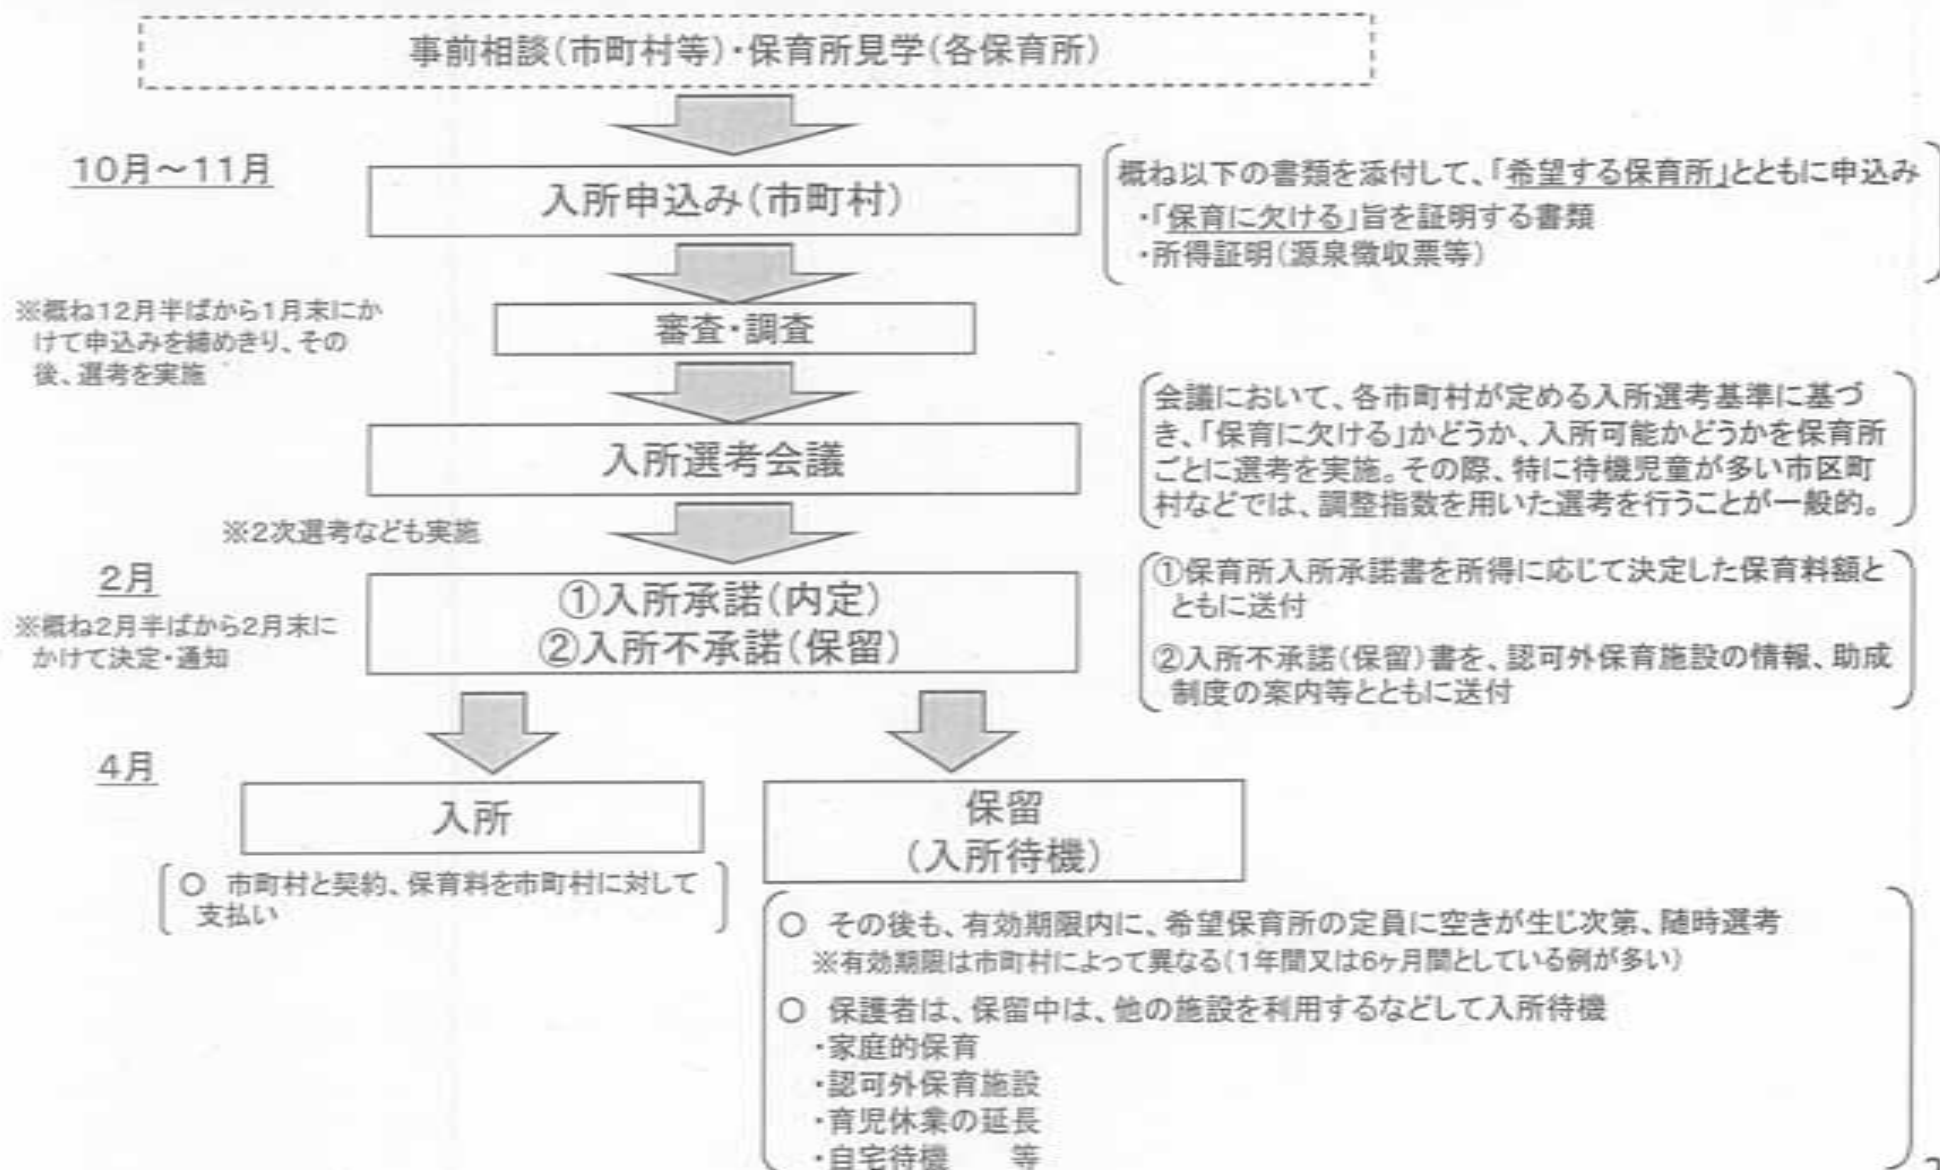 事前相談(市町村等)・保育所見学(各保育所)
10月～11月
入所申込み(市町村)
概ね以下の書類を添付して、「希望する保育所」とともに申込み
・「保育に欠ける」旨を証明する書類
・所得証明(源泉徴収票等)
※概ね12月半ばから1月末にか
けて申込みを締めきり、その
後、選考を実施
審査・調査
入所選考会議
会議において、各市町村が定める入所選考基準に基づ
き、「保育に欠ける」かどうか、入所可能かどうかを保育所
ごとに選考を実施。その際、特に待機児童が多い市区町
村などでは、調整指数を用いた選考を行うことが一般的。
※2次選考なども実施
2月
※概ね2月半ばから2月末に
かけて決定・通知
①入所承諾(内定)
②入所不承諾(保留)
①保育所入所承諾書を所得に応じて決定した保育料額と
ともに送付
②入所不承諾(保留)書を、認可外保育施設の情報、助成
制度の案内等とともに送付
4月
入所
○ 市町村と契約、保育料を市町村に対して
支払い
保留
(入所待機)
○ その後も、有効期限内に、希望保育所の定員に空きが生じ次第、随時選考
※有効期限は市町村によって異なる(1年間又は6ヶ月間としている例が多い)
○ 保護者は、保留中は、他の施設を利用するなどして入所待機
・家庭的保育
・認可外保育施設
・育児休業の延長
・自宅待機 等